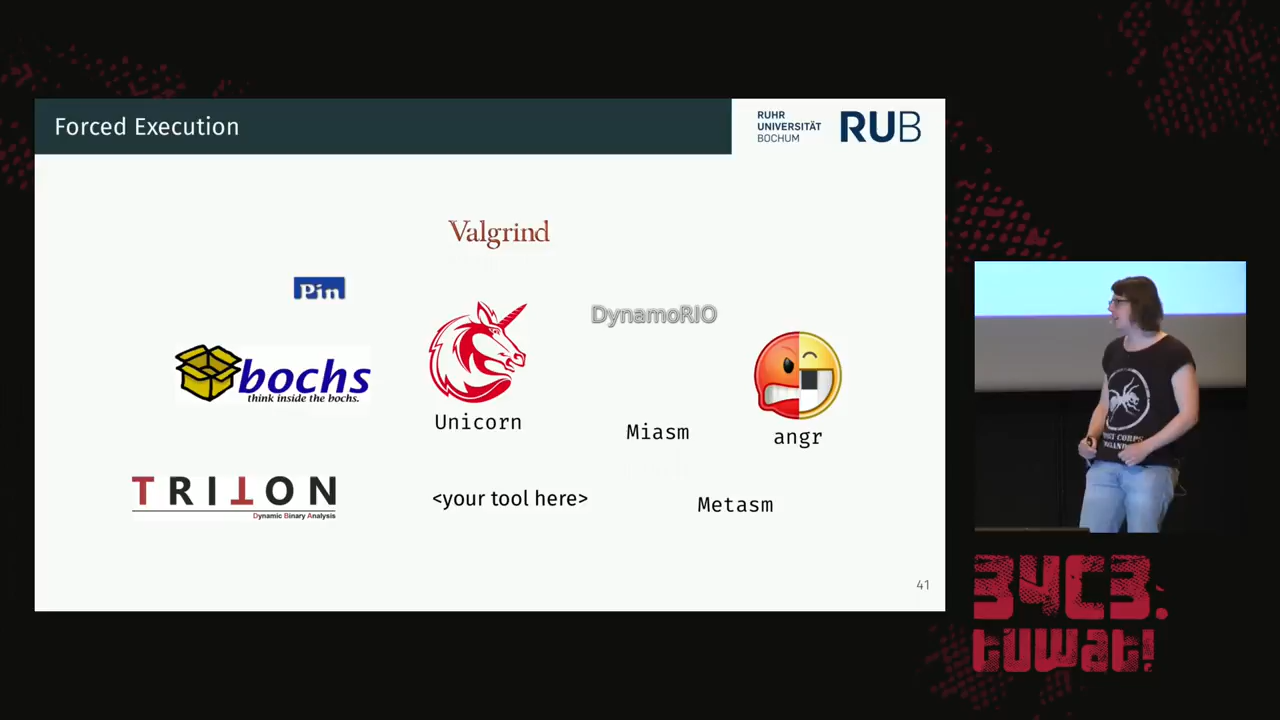 Forced Execution
RUHR
UNIVERSITÄT
BOCHUM
RUB
Valgrind
Pin
DynamoRIO
bochs
think inside the bochs.
Unicorn
Miasm
angr
TRITON
Dynamic Binary Analysis
<your tool here>
Metasm
41
34C3.
tuwat!